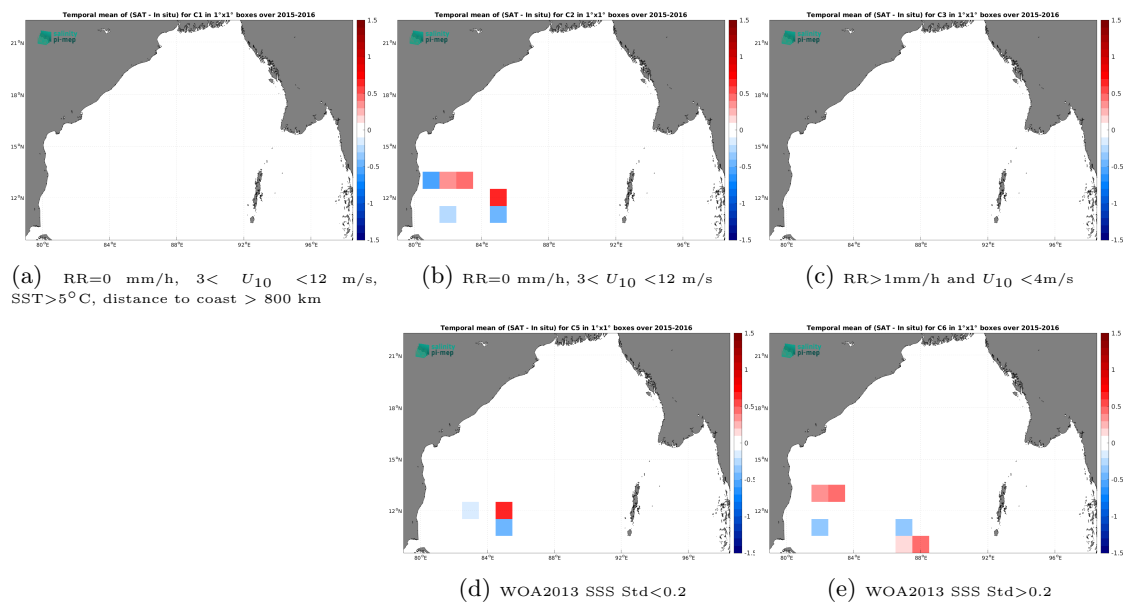 Temporal mean of (SAT - In situ) for C1 in 1°x1° boxes over 2015-2016
21°N
18°N
15°N
12°N
80°E 84°E 88°E 92°E 96°E
1.5
1
0.5
0
-0.5
-1
-1.5
pi-mep
(a) RR=0 mm/h, 3< U10 <12 m/s,
SST>5°C, distance to coast > 800 km
Temporal mean of (SAT - In situ) for C2 in 1°x1° boxes over 2015-2016
21°N
18°N
15°N
12°N
80°E 84°E 88°E 92°E 96°E
1.5
1
0.5
0
-0.5
-1
-1.5
pi-mep
(b) RR=0 mm/h, 3< U10 <12 m/s
Temporal mean of (SAT - In situ) for C3 in 1°x1° boxes over 2015-2016
21°N
18°N
15°N
12°N
80°E 84°E 88°E 92°E 96°E
1.5
1
0.5
0
-0.5
-1
-1.5
pi-mep
(c) RR>1mm/h and U10 <4m/s
Temporal mean of (SAT - In situ) for C5 in 1°x1° boxes over 2015-2016
21°N
18°N
15°N
12°N
80°E 84°E 88°E 92°E 96°E
1.5
1
0.5
0
-0.5
-1
-1.5
pi-mep
(d) WOA2013 SSS Std<0.2
Temporal mean of (SAT - In situ) for C6 in 1°x1° boxes over 2015-2016
21°N
18°N
15°N
12°N
80°E 84°E 88°E 92°E 96°E
1.5
1
0.5
0
-0.5
-1
-1.5
pi-mep
(e) WOA2013 SSS Std>0.2